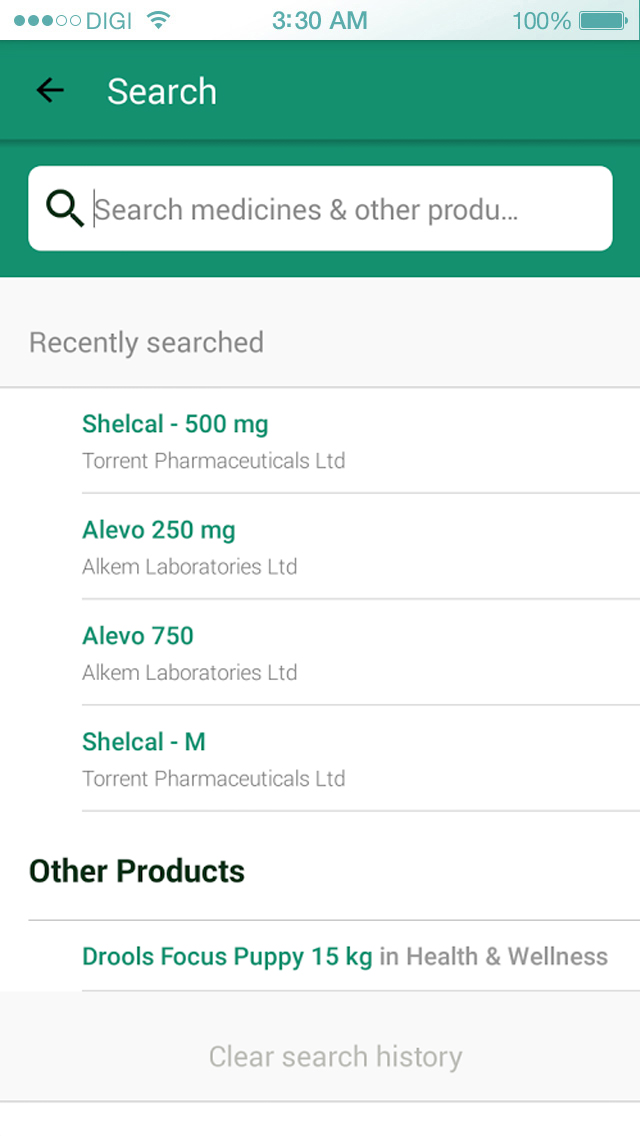 DIGI 3:30 AM 100%
Search
Search medicines & other produ...
Recently searched
Shelcal - 500 mg
Torrent Pharmaceuticals Ltd
Alevo 250 mg
Alkem Laboratories Ltd
Alevo 750
Alkem Laboratories Ltd
Shelcal - M
Torrent Pharmaceuticals Ltd
Other Products
Drools Focus Puppy 15 kg in Health & Wellness
Clear search history